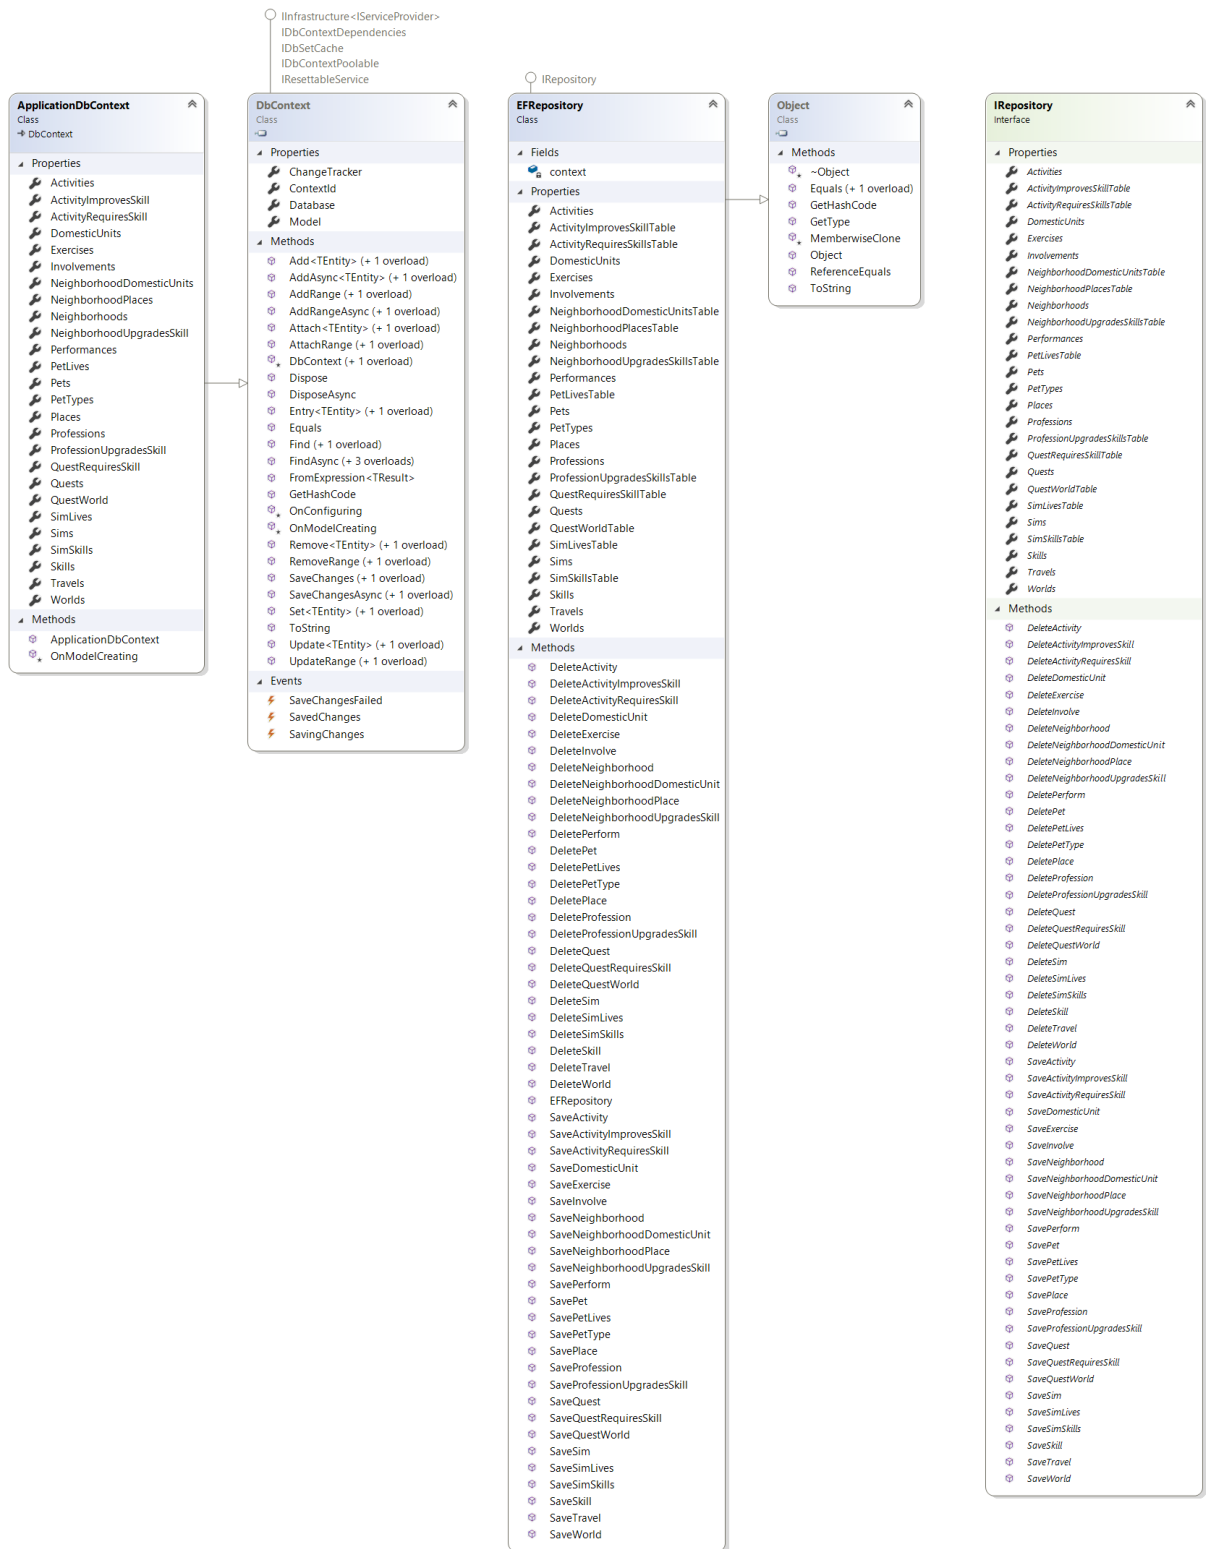 IInfrastructure<IServiceProvider>
IDbContextDependencies
IDbSetCache
IDbContextPoolable
IResettableService
ApplicationDbContext
Class
DbContext
Properties
Activities
ActivityImprovesSkill
ActivityRequiresSkill
DomesticUnits
Exercises
Involvements
NeighborhoodDomesticUnits
NeighborhoodPlaces
Neighborhoods
NeighborhoodUpgradesSkill
Performances
PetLives
Pets
PetTypes
Places
Professions
ProfessionUpgradesSkill
QuestRequiresSkill
Quests
QuestWorld
SimLives
Sims
SimSkills
Skills
Travels
Worlds
Methods
ApplicationDbContext
OnModelCreating
DbContext
Class
Properties
ChangeTracker
ContextId
Database
Model
Methods
Add<TEntity> (+ 1 overload)
AddAsync<TEntity> (+ 1 overload)
AddRange (+ 1 overload)
AddRangeAsync (+ 1 overload)
Attach<TEntity> (+ 1 overload)
AttachRange (+ 1 overload)
DbContext (+ 1 overload)
Dispose
DisposeAsync
Entry<TEntity> (+ 1 overload)
Equals
Find (+ 1 overload)
FindAsync (+ 3 overloads)
FromExpression<TResult>
GetHashCode
OnConfiguring
OnModelCreating
Remove<TEntity> (+ 1 overload)
RemoveRange (+ 1 overload)
SaveChanges (+ 1 overload)
SaveChangesAsync (+ 1 overload)
Set<TEntity> (+ 1 overload)
ToString
Update<TEntity> (+ 1 overload)
UpdateRange (+ 1 overload)
Events
SaveChangesFailed
SavedChanges
SavingChanges
IRepository
EFRepository
Class
Fields
context
Properties
Activities
ActivityImprovesSkillTable
ActivityRequiresSkillsTable
DomesticUnits
Exercises
Involvements
NeighborhoodDomesticUnitsTable
NeighborhoodPlacesTable
Neighborhoods
NeighborhoodUpgradesSkillsTable
Performances
PetLivesTable
Pets
PetTypes
Places
Professions
ProfessionUpgradesSkillsTable
QuestRequiresSkillTable
Quests
QuestWorldTable
SimLivesTable
Sims
SimSkillsTable
Skills
Travels
Worlds
Methods
DeleteActivity
DeleteActivityImprovesSkill
DeleteActivityRequiresSkill
DeleteDomesticUnit
DeleteExercise
DeleteInvolve
DeleteNeighborhood
DeleteNeighborhoodDomesticUnit
DeleteNeighborhoodPlace
DeleteNeighborhoodUpgradesSkill
DeletePerform
DeletePet
DeletePetLives
DeletePetType
DeletePlace
DeleteProfession
DeleteProfessionUpgradesSkill
DeleteQuest
DeleteQuestRequiresSkill
DeleteQuestWorld
DeleteSim
DeleteSimLives
DeleteSimSkills
DeleteSkill
DeleteTravel
DeleteWorld
EFRepository
SaveActivity
SaveActivityImprovesSkill
SaveActivityRequiresSkill
SaveDomesticUnit
SaveExercise
SaveInvolve
SaveNeighborhood
SaveNeighborhoodDomesticUnit
SaveNeighborhoodPlace
SaveNeighborhoodUpgradesSkill
SavePerform
SavePet
SavePetLives
SavePetType
SavePlace
SaveProfession
SaveProfessionUpgradesSkill
SaveQuest
SaveQuestRequiresSkill
SaveQuestWorld
SaveSim
SaveSimLives
SaveSimSkills
SaveSkill
SaveTravel
SaveWorld
Object
Class
Methods
~Object
Equals (+ 1 overload)
GetHashCode
GetType
MemberwiseClone
Object
ReferenceEquals
ToString
IRepository
Interface
Properties
Activities
ActivityImprovesSkillTable
ActivityRequiresSkillsTable
DomesticUnits
Exercises
Involvements
NeighborhoodDomesticUnitsTable
NeighborhoodPlacesTable
Neighborhoods
NeighborhoodUpgradesSkillsTable
Performances
PetLivesTable
Pets
PetTypes
Places
Professions
ProfessionUpgradesSkillsTable
QuestRequiresSkillTable
Quests
QuestWorldTable
SimLivesTable
Sims
SimSkillsTable
Skills
Travels
Worlds
Methods
DeleteActivity
DeleteActivityImprovesSkill
DeleteActivityRequiresSkill
DeleteDomesticUnit
DeleteExercise
DeleteInvolve
DeleteNeighborhood
DeleteNeighborhoodDomesticUnit
DeleteNeighborhoodPlace
DeleteNeighborhoodUpgradesSkill
DeletePerform
DeletePet
DeletePetLives
DeletePetType
DeletePlace
DeleteProfession
DeleteProfessionUpgradesSkill
DeleteQuest
DeleteQuestRequiresSkill
DeleteQuestWorld
DeleteSim
DeleteSimLives
DeleteSimSkills
DeleteSkill
DeleteTravel
DeleteWorld
SaveActivity
SaveActivityImprovesSkill
SaveActivityRequiresSkill
SaveDomesticUnit
SaveExercise
SaveInvolve
SaveNeighborhood
SaveNeighborhoodDomesticUnit
SaveNeighborhoodPlace
SaveNeighborhoodUpgradesSkill
SavePerform
SavePet
SavePetLives
SavePetType
SavePlace
SaveProfession
SaveProfessionUpgradesSkill
SaveQuest
SaveQuestRequiresSkill
SaveQuestWorld
SaveSim
SaveSimLives
SaveSimSkills
SaveSkill
SaveTravel
SaveWorld